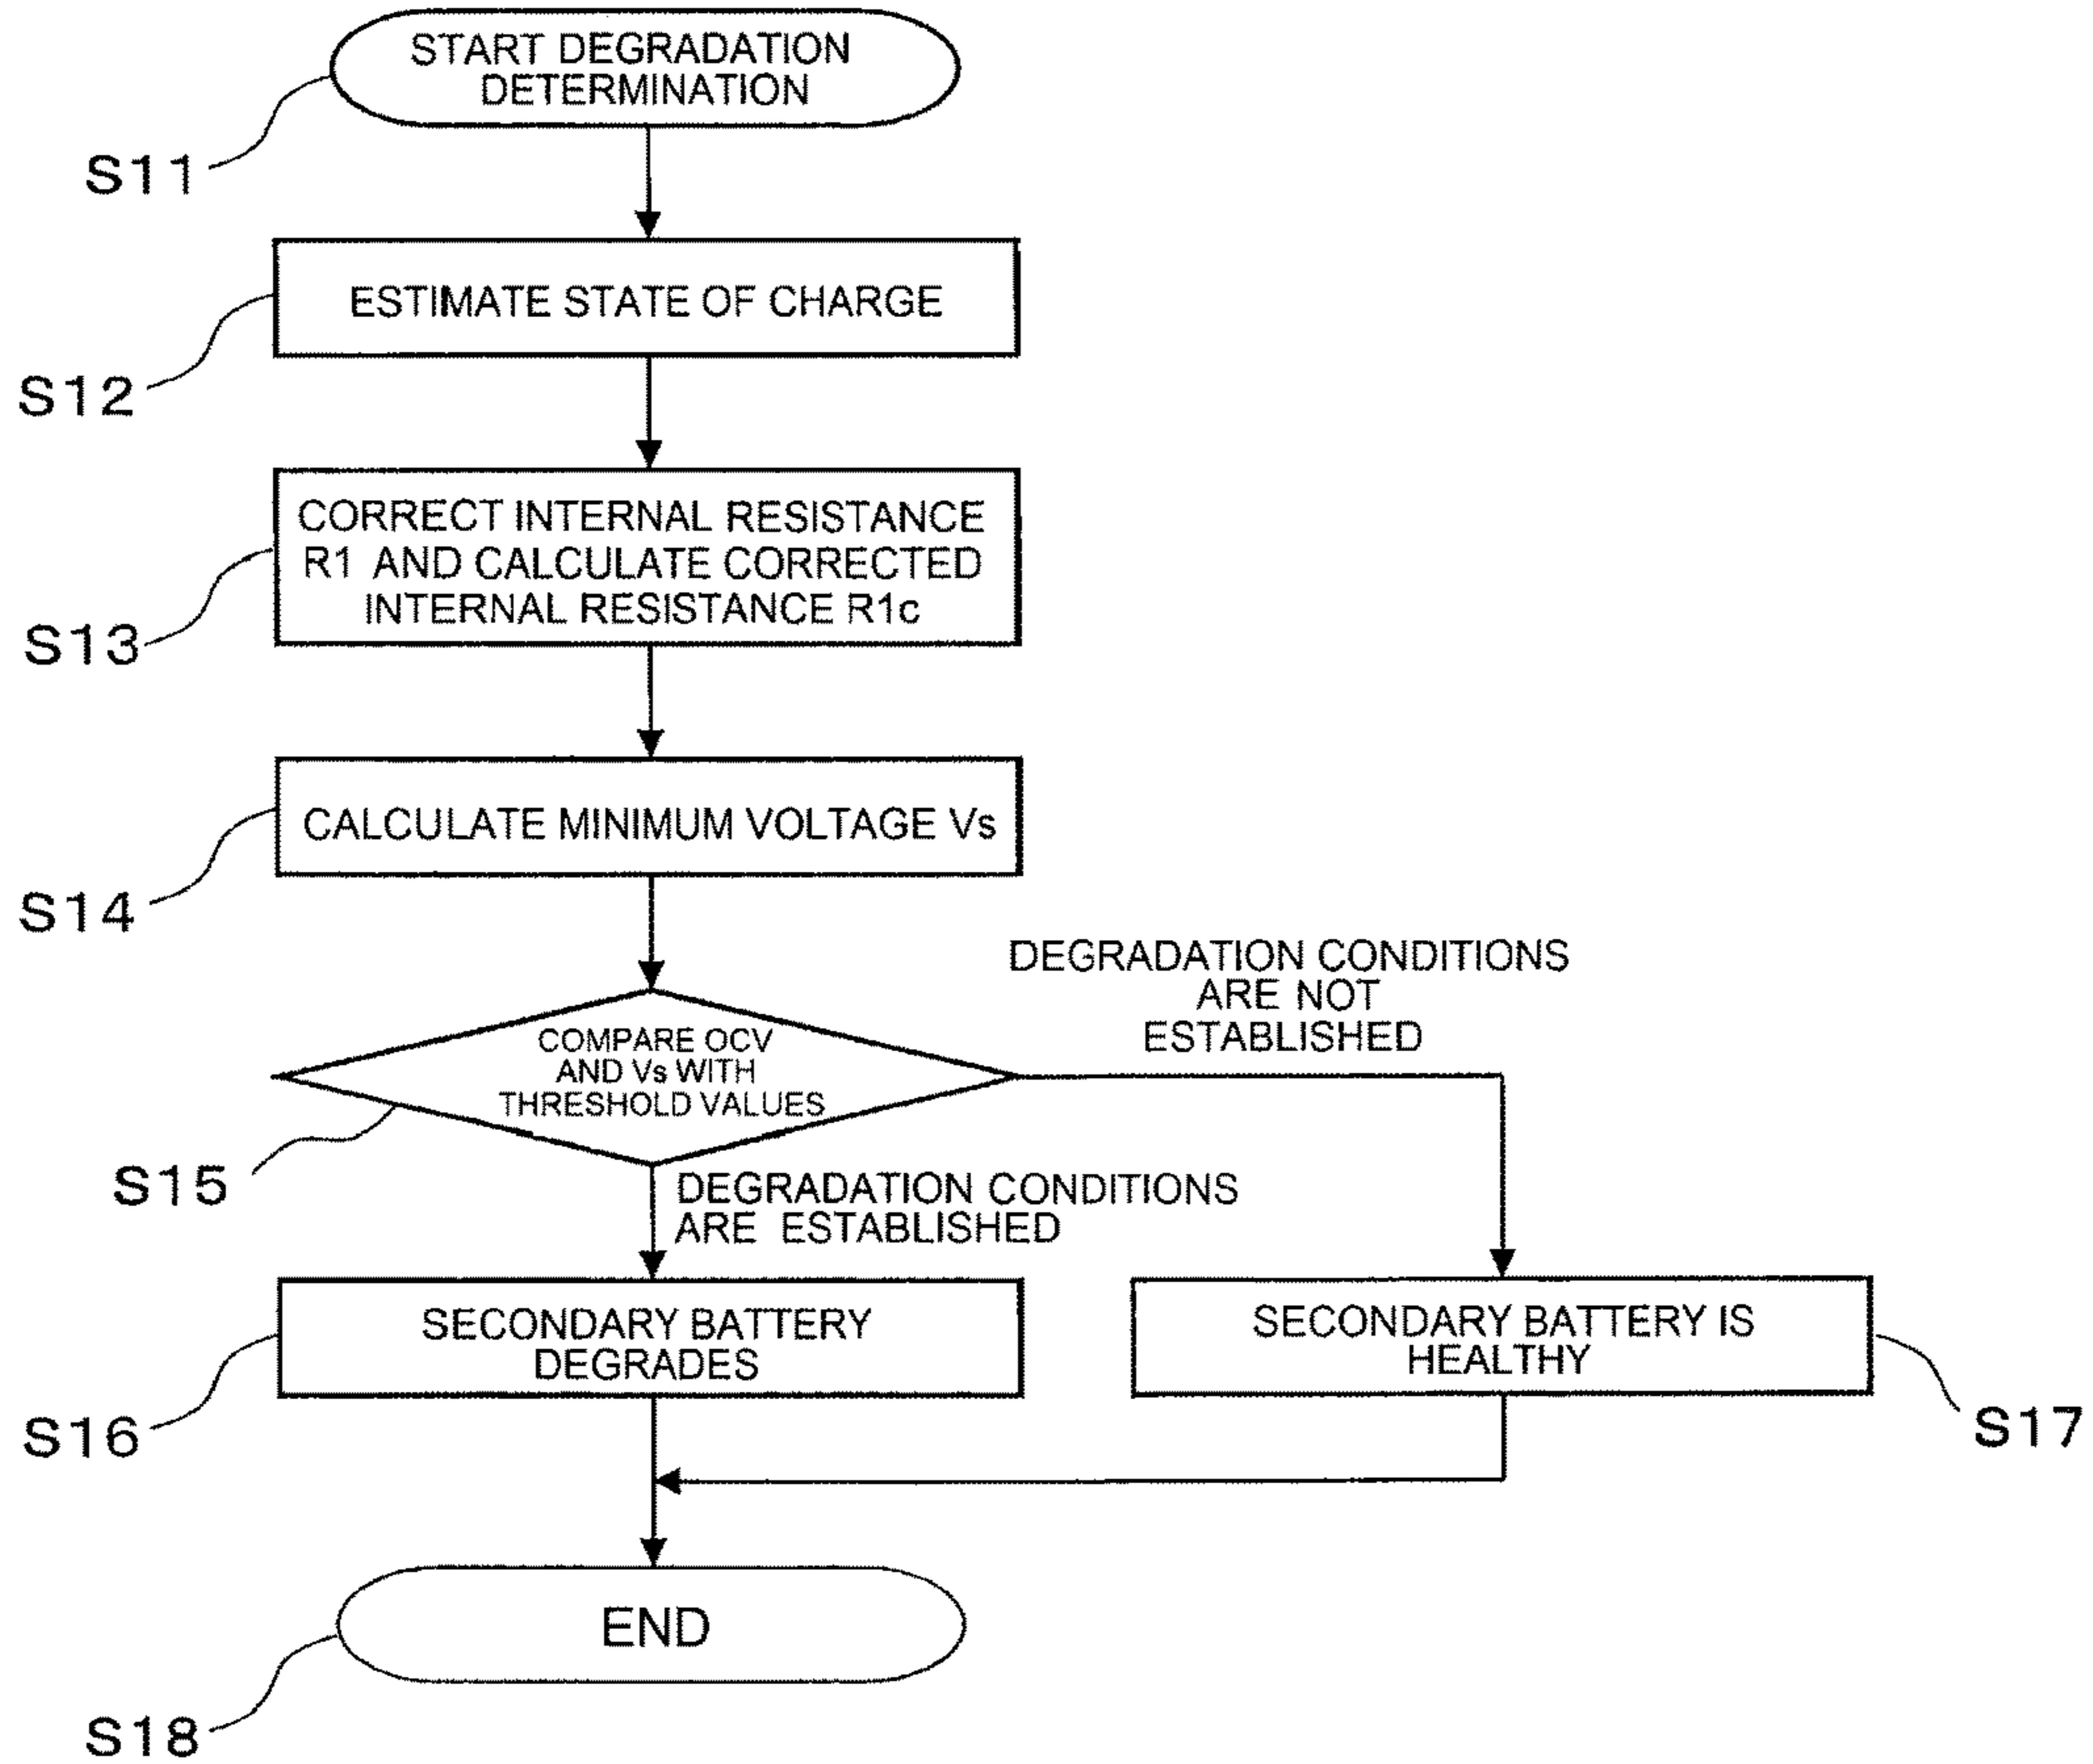 START DEGRADATION
DETERMINATION
S11
ESTIMATE STATE OF CHARGE
S12
CORRECT INTERNAL RESISTANCE
R1 AND CALCULATE CORRECTED
INTERNAL RESISTANCE R1c
S13
CALCULATE MINIMUM VOLTAGE Vs
S14
DEGRADATION CONDITIONS
ARE NOT
ESTABLISHED
COMPARE OCV
AND Vs WITH
THRESHOLD VALUES
S15
DEGRADATION CONDITIONS
ARE ESTABLISHED
SECONDARY BATTERY
DEGRADES
S16
SECONDARY BATTERY IS
HEALTHY
S17
END
S18